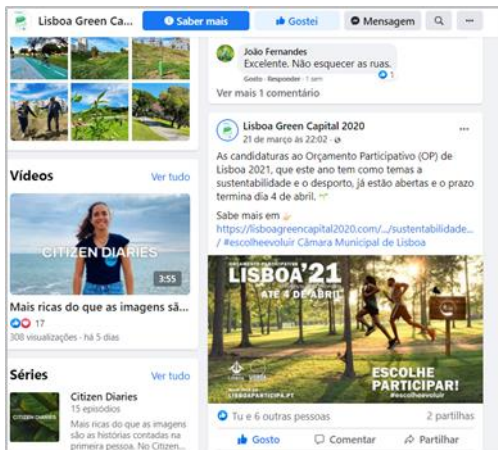 Lisboa Green Ca...
Saber mais
Gostei
Mensagem
João Fernandes
Excelente. Não esquecer as ruas.
Gosto · Responder · 1 sem
1
Ver mais 1 comentário
Vídeos
Ver tudo
CITIZEN DIARIES
3:55
Mais ricas do que as imagens sã...
17
308 visualizações · há 5 dias
Séries
Ver tudo
CITIZEN DIARIES
Citizen Diaries
15 episódios
Mais ricas do que as imagens
são as histórias contadas na
primeira pessoa. No Citizen...
Lisboa Green Capital 2020
21 de março às 22:02
As candidaturas ao Orçamento Participativo (OP) de
Lisboa 2021, que este ano tem como temas a
sustentabilidade e o desporto, já estão abertas e o prazo
termina dia 4 de abril.
Sabe mais em
https://lisboagreencapital2020.com/.../sustentabilidade...
/ #escolheevoluir Câmara Municipal de Lisboa
ORÇAMENTO PARTICIPATIVO
LISBOA'21
ATÉ 4 DE ABRIL
ESCOLHE
PARTICIPAR!
#escolheevoluir
LISBOAPARTICIPA.PT
Tu e 6 outras pessoas
2 partilhas
Gosto
Comentar
Partilhar